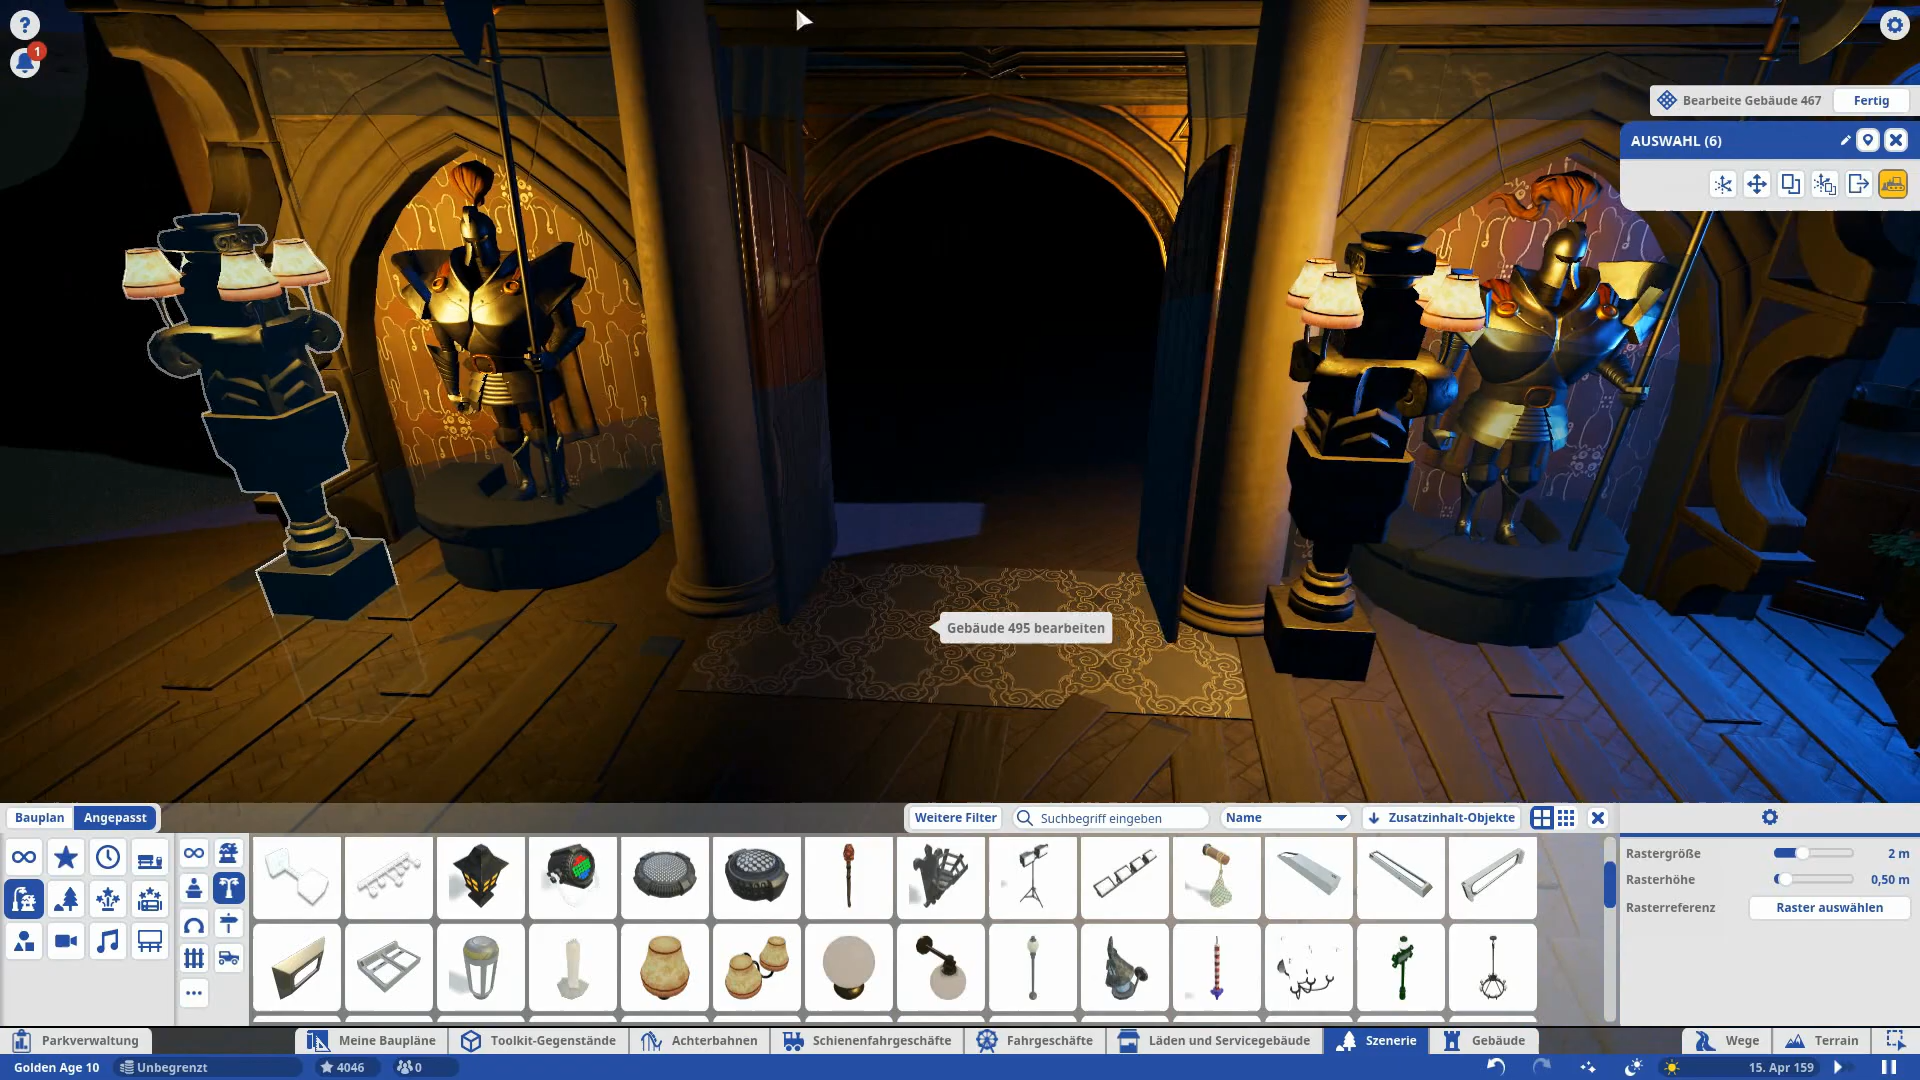 ?
1
Bearbeite Gebäude 467
Fertig
AUSWAHL (6)
Gebäude 495 bearbeiten
Bauplan
Angepasst
Weitere Filter
Suchbegriff eingeben
Name
Zusatzinhalt-Objekte
Rastergröße
2 m
Rasterhöhe
0,50 m
Rasterreferenz
Raster auswählen
Parkverwaltung
Meine Baupläne
Toolkit-Gegenstände
Achterbahnen
Schienenfahrgeschäfte
Fahrgeschäfte
Läden und Servicegebäude
Szenerie
Gebäude
Wege
Terrain
Golden Age 10
Unbegrenzt
4046
0
15. Apr 159